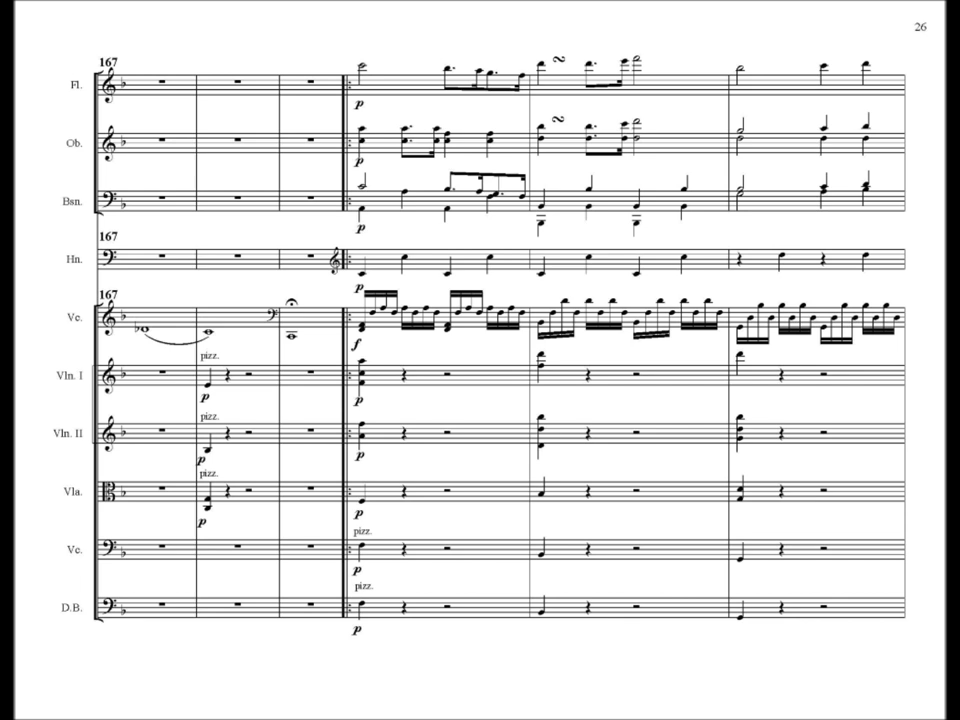 26
167
Fl.
p
Ob.
p
Bsn.
p
167
Hn.
p
167
Vc.
f
pizz.
Vln. I
p p
pizz.
Vln. II
p p
pizz.
Vla.
p p
pizz.
Vc.
p
pizz.
D.B.
p